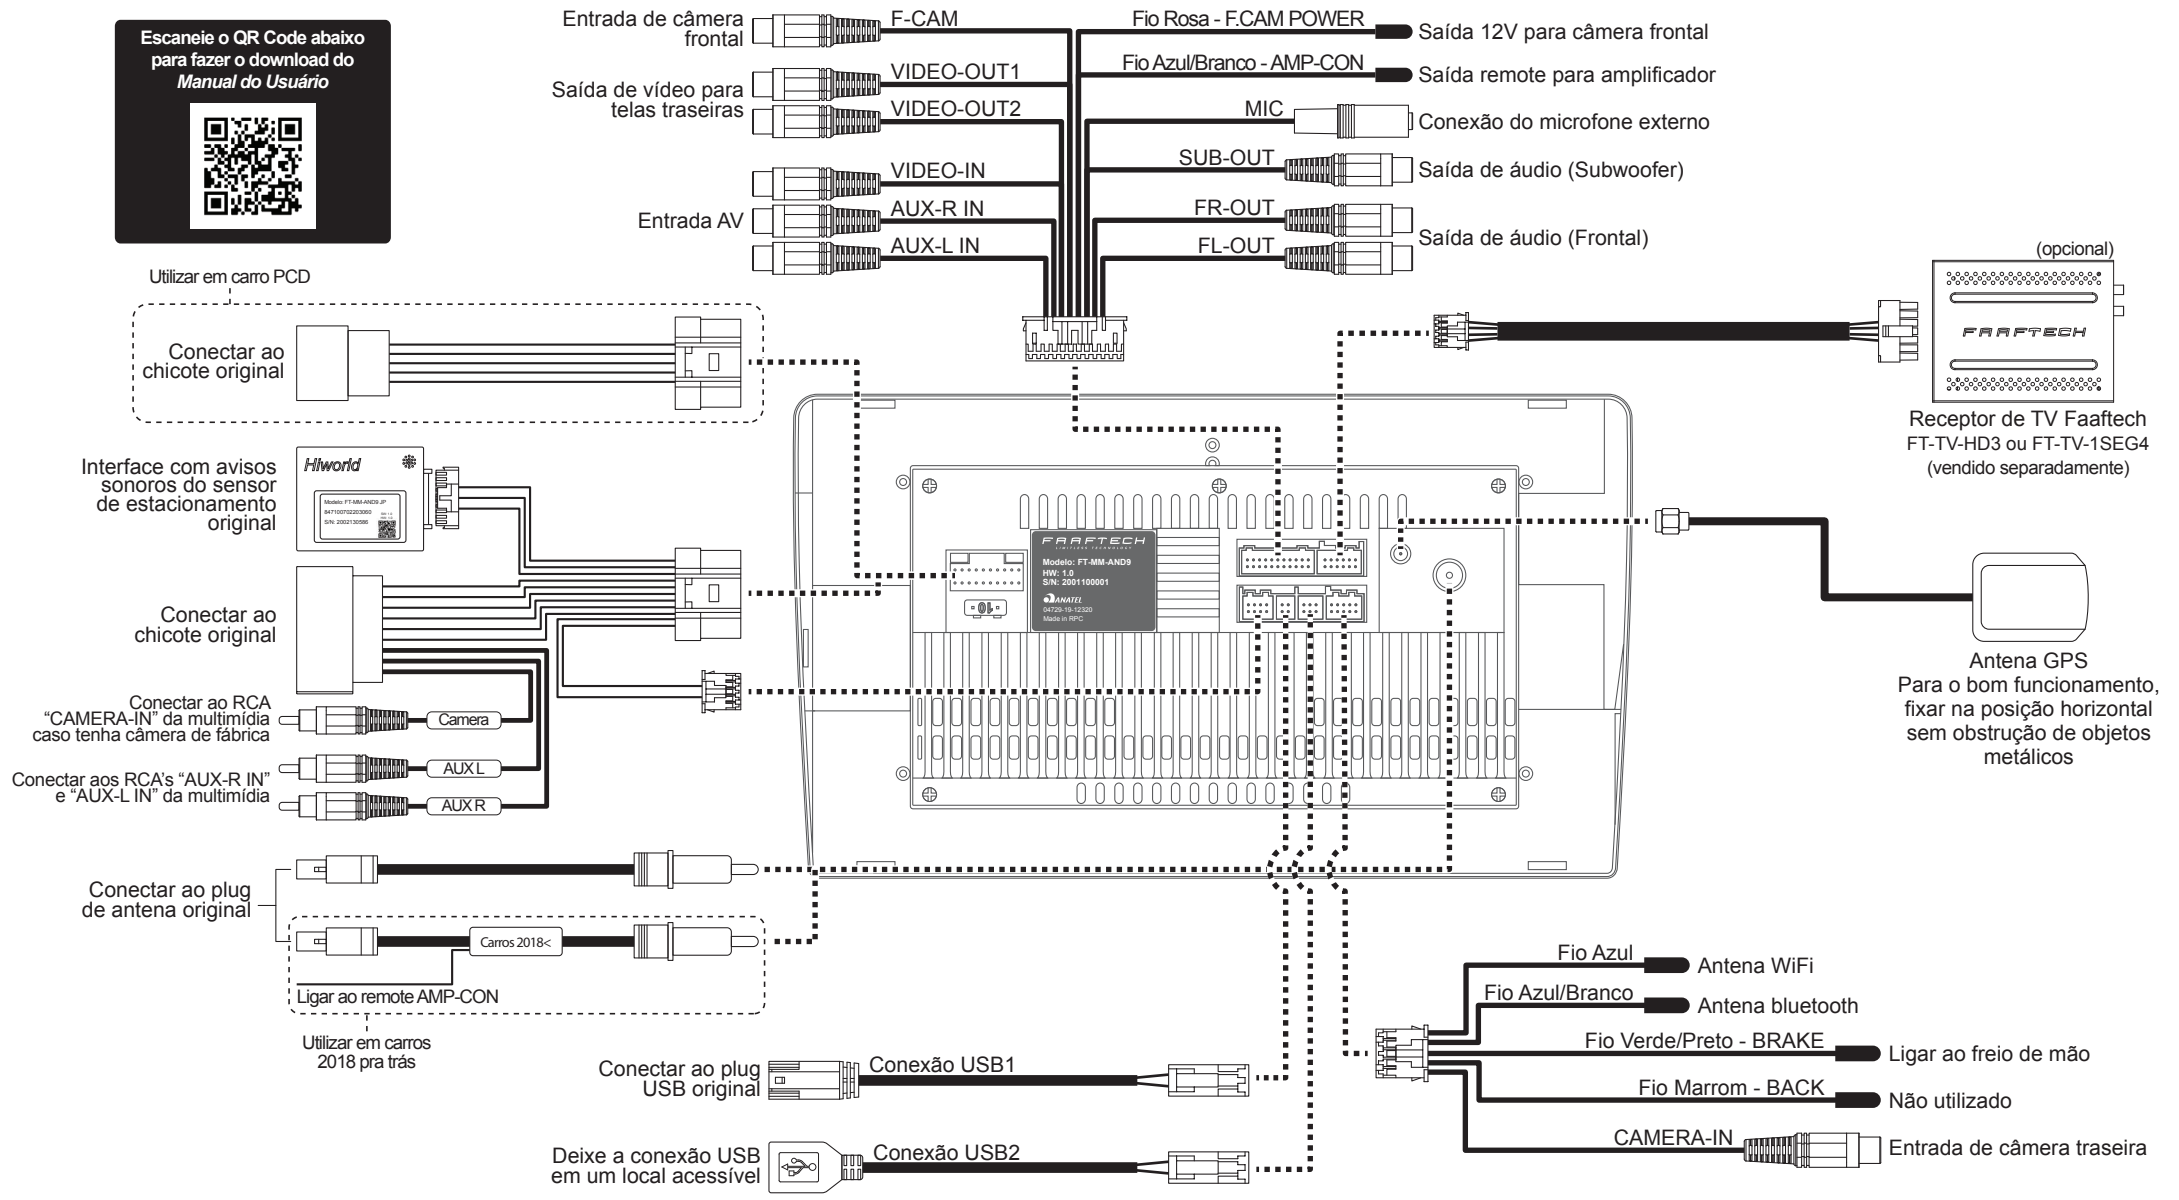 Escaneie o QR Code abaixo
para fazer o download do
Manual do Usuário
Entrada de câmera
frontal
F-CAM
Saída de vídeo para
telas traseiras
VIDEO-OUT1
VIDEO-OUT2
VIDEO-IN
Entrada AV
AUX-R IN
AUX-L IN
Fio Rosa - F.CAM POWER
Saída 12V para câmera frontal
Fio Azul/Branco - AMP-CON
Saída remote para amplificador
MIC
Conexão do microfone externo
SUB-OUT
Saída de áudio (Subwoofer)
FR-OUT
FL-OUT
Saída de áudio (Frontal)
(opcional)
FAAFTECH
Receptor de TV Faaftech
FT-TV-HD3 ou FT-TV-1SEG4
(vendido separadamente)
Utilizar em carro PCD
Conectar ao
chicote original
Interface com avisos
sonoros do sensor
de estacionamento
original
Hiworld
Modelo: FT-MM-AND9 JP
847100702203060
S/N: 2002130586
Conectar ao
chicote original
FAAFTECH
LIMITLESS TECHNOLOGY
Modelo: FT-MM-AND9
HW: 1.0
S/N: 2001100001
ANATEL
04729-19-12320
Made in RPC
10
Antena GPS
Para o bom funcionamento,
fixar na posição horizontal
sem obstrução de objetos
metálicos
Conectar ao RCA
“CAMERA-IN” da multimídia
caso tenha câmera de fábrica
Camera
Conectar aos RCA’s “AUX-R IN”
e “AUX-L IN” da multimídia
AUX L
AUX R
Conectar ao plug
de antena original
Carros 2018<
Ligar ao remote AMP-CON
Utilizar em carros
2018 pra trás
Conectar ao plug
USB original
Conexão USB1
Deixe a conexão USB
em um local acessível
Conexão USB2
Fio Azul
Antena WiFi
Fio Azul/Branco
Antena bluetooth
Fio Verde/Preto - BRAKE
Ligar ao freio de mão
Fio Marrom - BACK
Não utilizado
CAMERA-IN
Entrada de câmera traseira